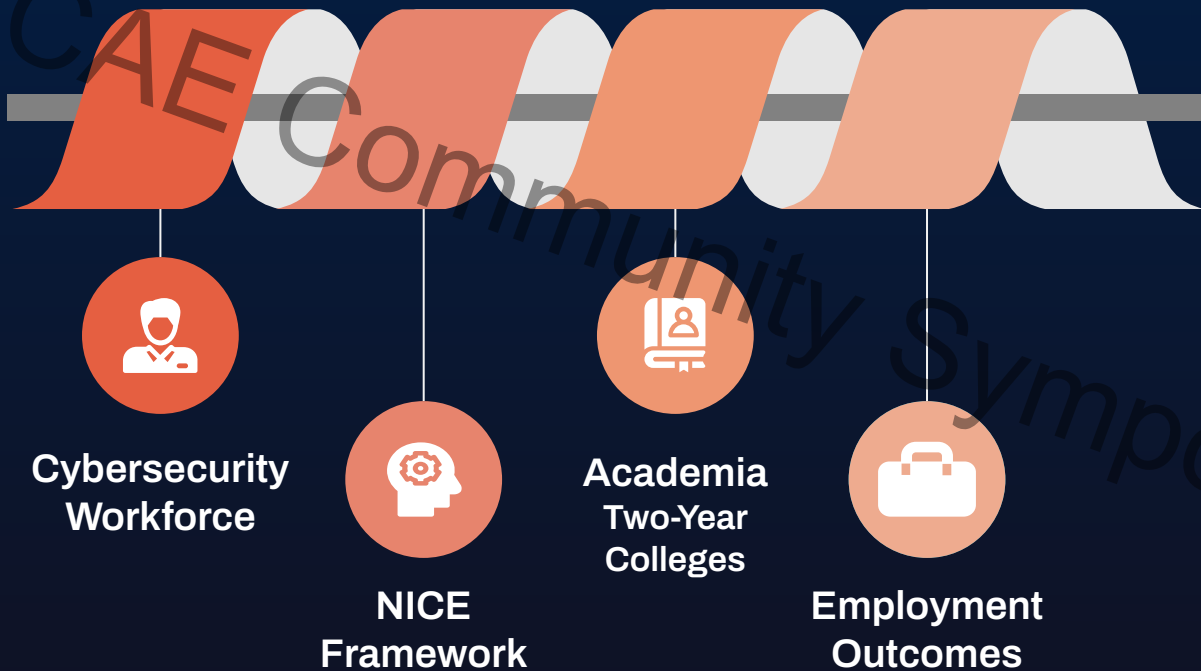 CAE Community Sympo
Cybersecurity
Workforce
NICE
Framework
Academia
Two-Year
Colleges
Employment
Outcomes